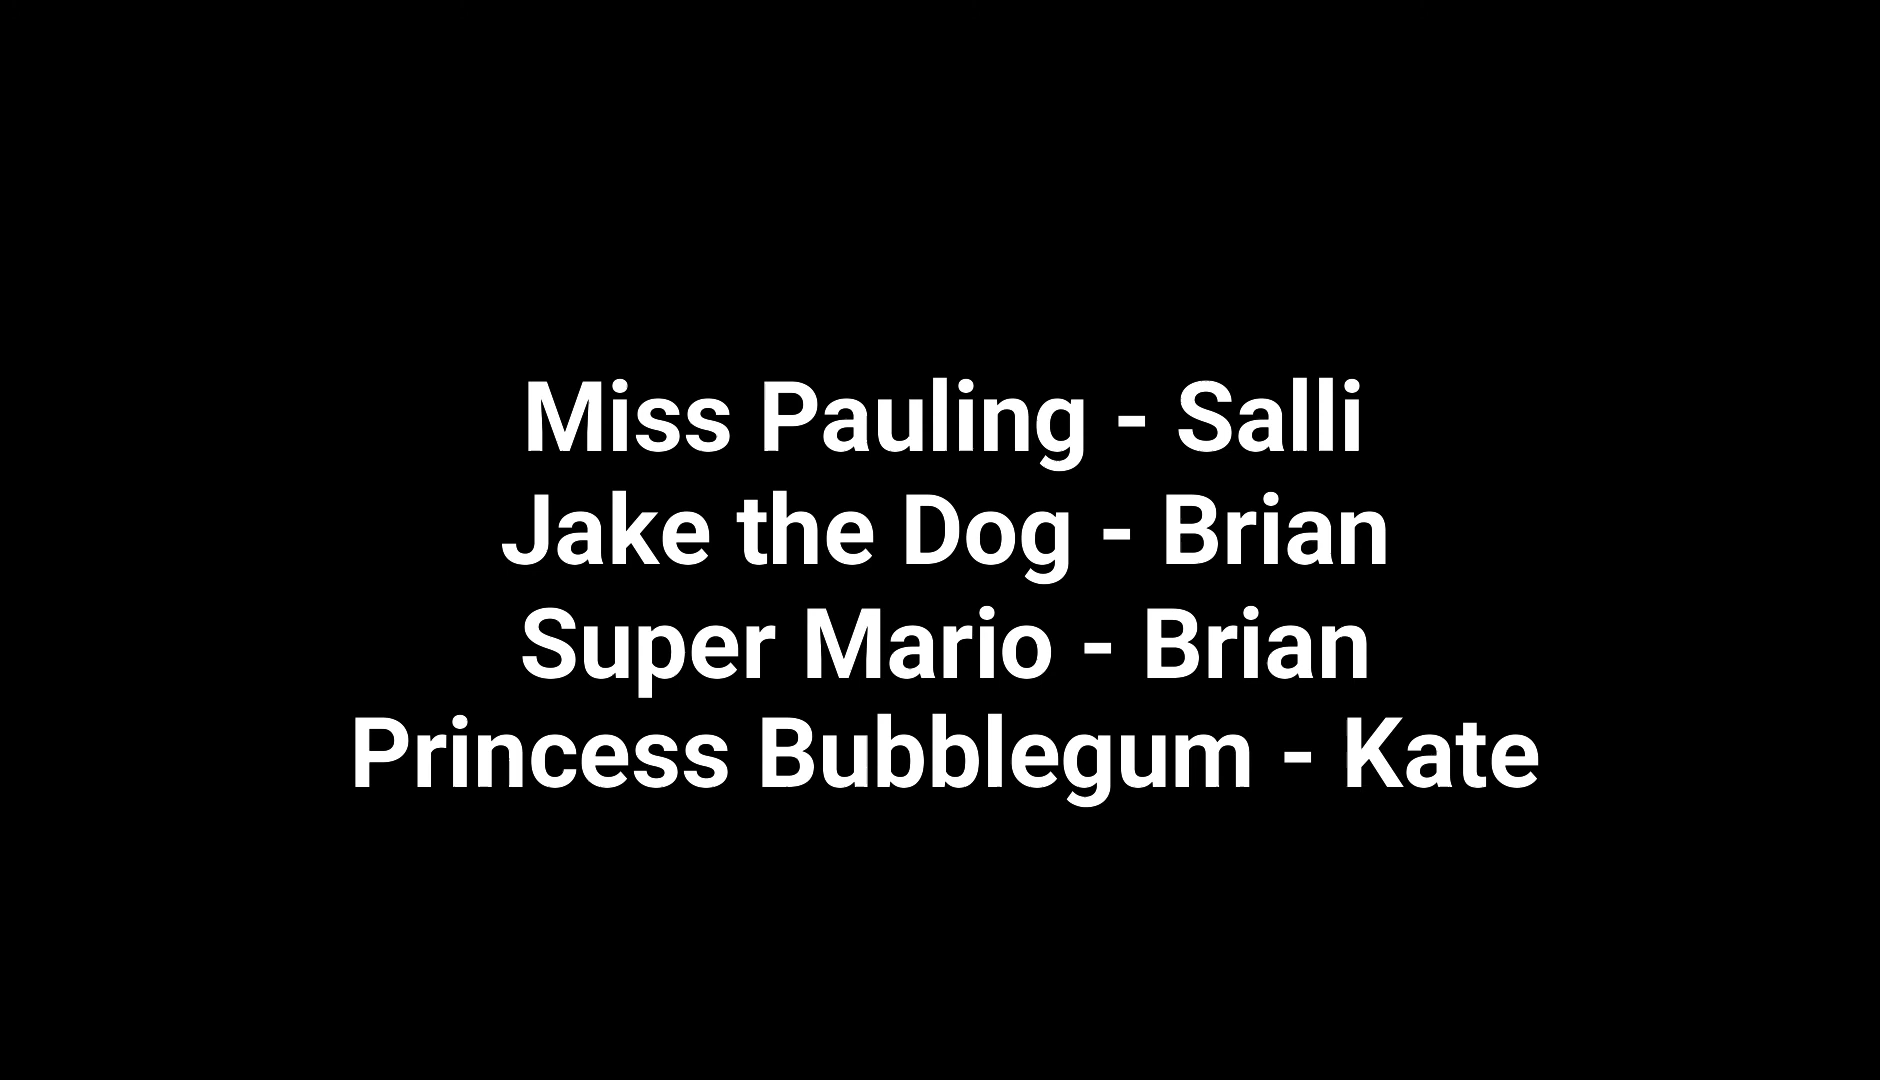 Miss Pauling - Salli
Jake the Dog - Brian
Super Mario - Brian
Princess Bubblegum - Kate